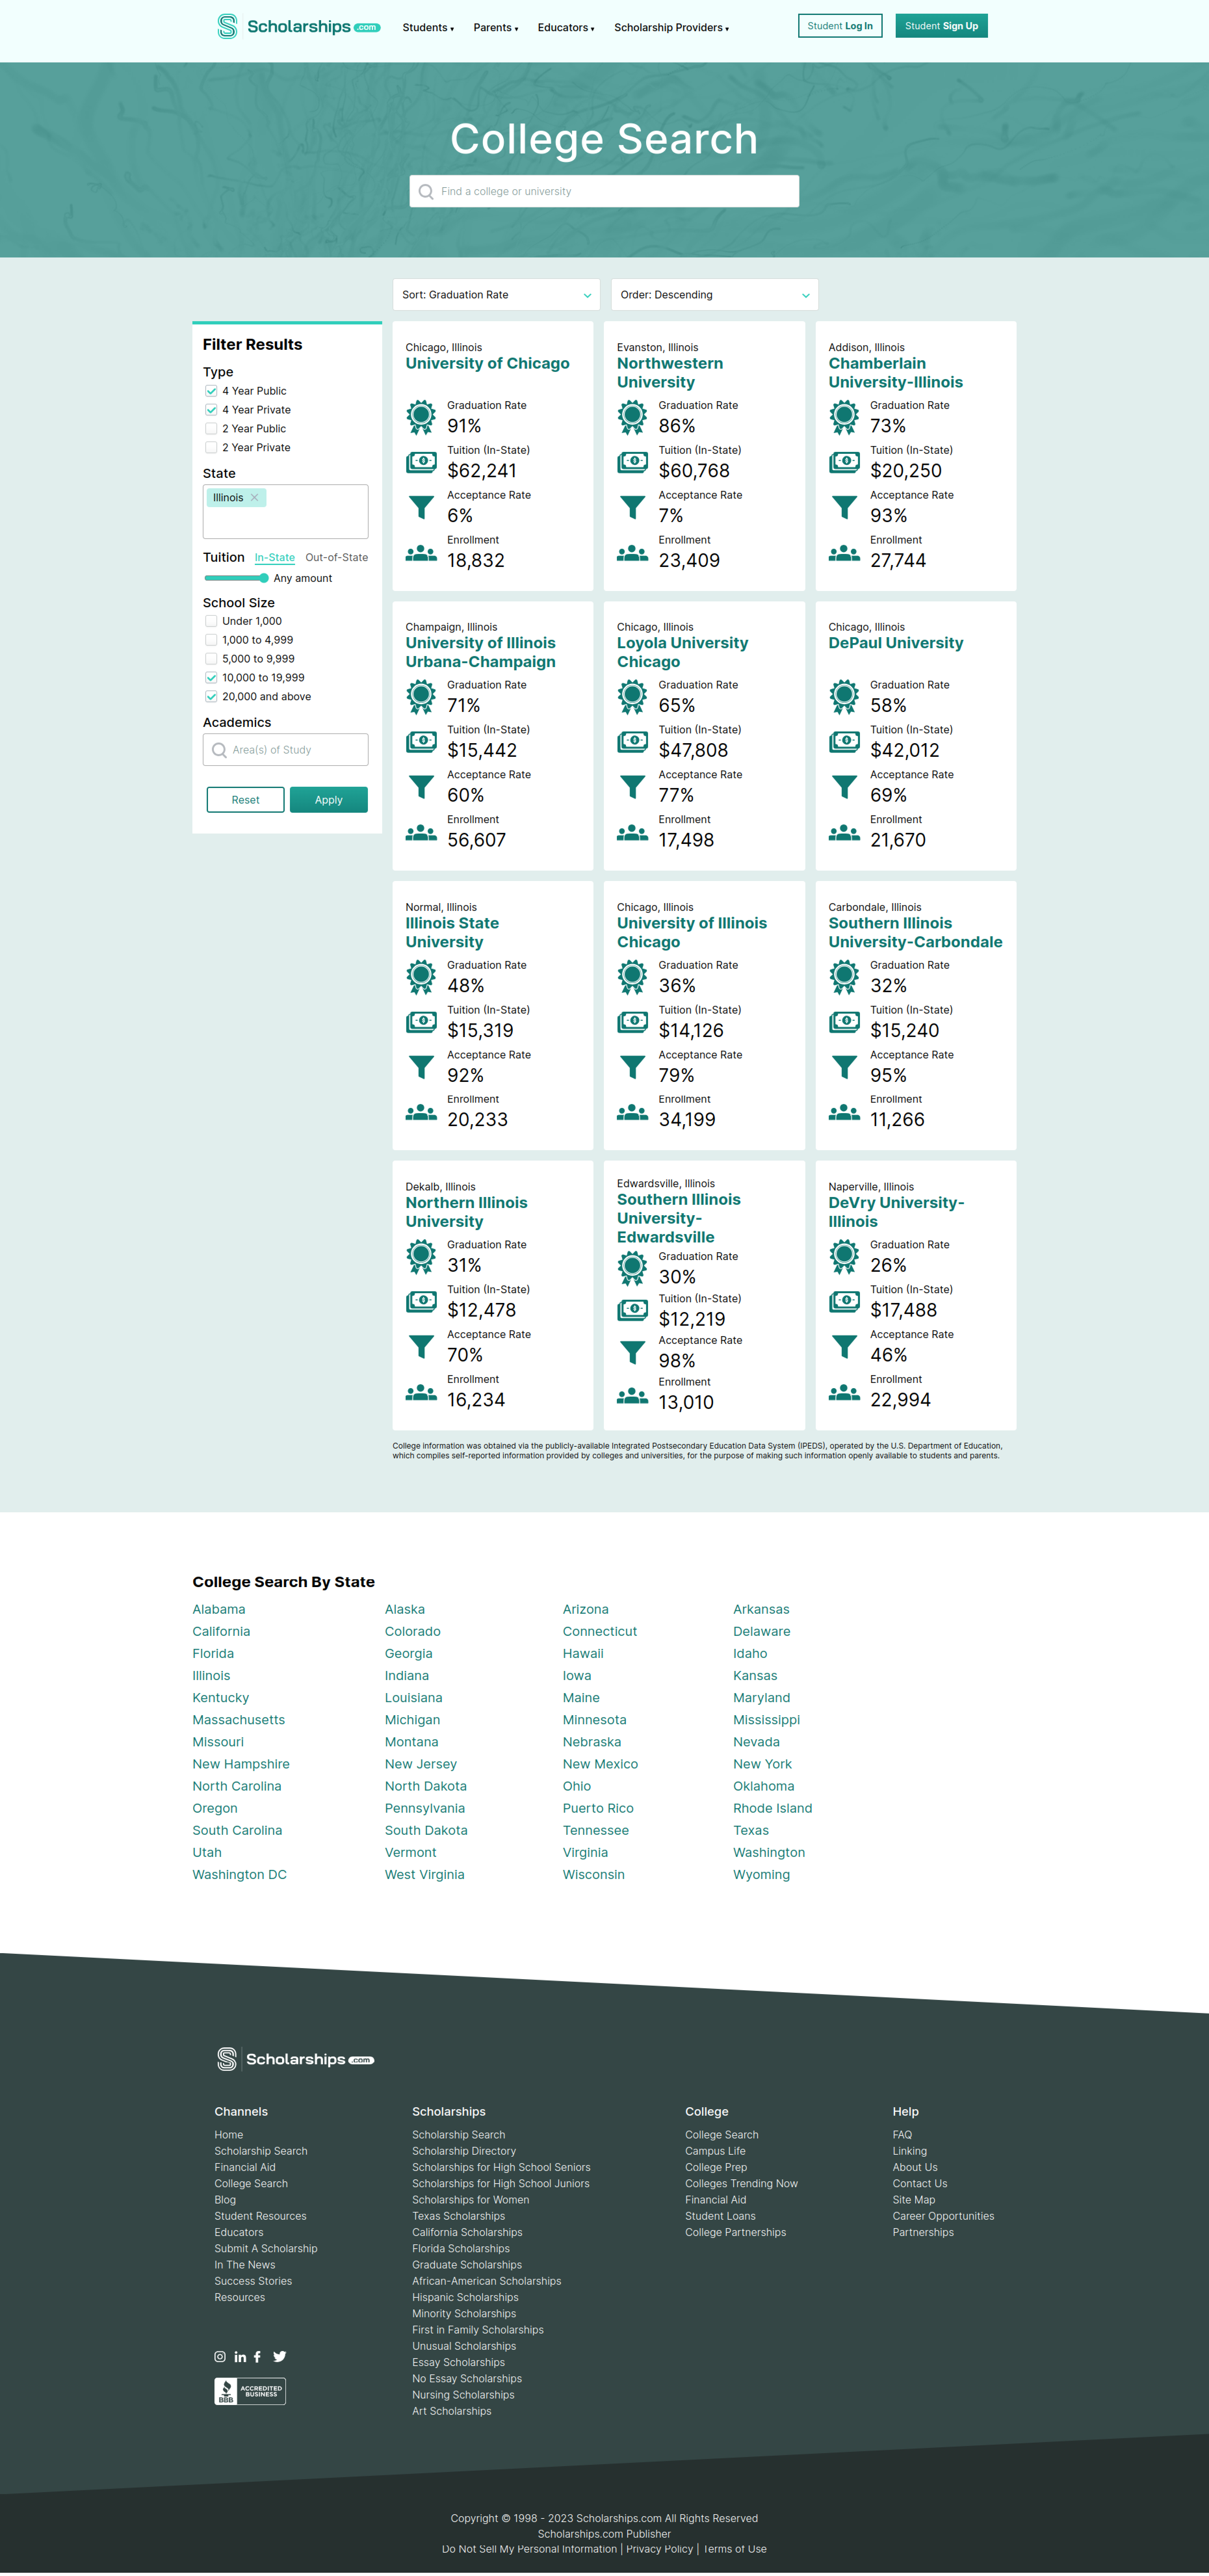 Scholarships .com
Students ▾ Parents ▾ Educators ▾ Scholarship Providers ▾
Student Log In
Student Sign Up
College Search
Find a college or university
Sort: Graduation Rate
Order: Descending
Filter Results
Type
4 Year Public
4 Year Private
2 Year Public
2 Year Private
State
Illinois ×
Tuition In-State Out-of-State
Any amount
School Size
Under 1,000
1,000 to 4,999
5,000 to 9,999
10,000 to 19,999
20,000 and above
Academics
Area(s) of Study
Reset
Apply
Chicago, Illinois
University of Chicago
Graduation Rate
91%
Tuition (In-State)
$62,241
Acceptance Rate
6%
Enrollment
18,832
Evanston, Illinois
Northwestern
University
Graduation Rate
86%
Tuition (In-State)
$60,768
Acceptance Rate
7%
Enrollment
23,409
Addison, Illinois
Chamberlain
University-Illinois
Graduation Rate
73%
Tuition (In-State)
$20,250
Acceptance Rate
93%
Enrollment
27,744
Champaign, Illinois
University of Illinois
Urbana-Champaign
Graduation Rate
71%
Tuition (In-State)
$15,442
Acceptance Rate
60%
Enrollment
56,607
Chicago, Illinois
Loyola University
Chicago
Graduation Rate
65%
Tuition (In-State)
$47,808
Acceptance Rate
77%
Enrollment
17,498
Chicago, Illinois
DePaul University
Graduation Rate
58%
Tuition (In-State)
$42,012
Acceptance Rate
69%
Enrollment
21,670
Normal, Illinois
Illinois State
University
Graduation Rate
48%
Tuition (In-State)
$15,319
Acceptance Rate
92%
Enrollment
20,233
Chicago, Illinois
University of Illinois
Chicago
Graduation Rate
36%
Tuition (In-State)
$14,126
Acceptance Rate
79%
Enrollment
34,199
Carbondale, Illinois
Southern Illinois
University-Carbondale
Graduation Rate
32%
Tuition (In-State)
$15,240
Acceptance Rate
95%
Enrollment
11,266
Dekalb, Illinois
Northern Illinois
University
Graduation Rate
31%
Tuition (In-State)
$12,478
Acceptance Rate
70%
Enrollment
16,234
Edwardsville, Illinois
Southern Illinois
University-
Edwardsville
Graduation Rate
30%
Tuition (In-State)
$12,219
Acceptance Rate
98%
Enrollment
13,010
Naperville, Illinois
DeVry University-
Illinois
Graduation Rate
26%
Tuition (In-State)
$17,488
Acceptance Rate
46%
Enrollment
22,994
College information was obtained via the publicly-available Integrated Postsecondary Education Data System (IPEDS), operated by the U.S. Department of Education,
which compiles self-reported information provided by colleges and universities, for the purpose of making such information openly available to students and parents.
College Search By State
Alabama Alaska Arizona Arkansas
California Colorado Connecticut Delaware
Florida Georgia Hawaii Idaho
Illinois Indiana Iowa Kansas
Kentucky Louisiana Maine Maryland
Massachusetts Michigan Minnesota Mississippi
Missouri Montana Nebraska Nevada
New Hampshire New Jersey New Mexico New York
North Carolina North Dakota Ohio Oklahoma
Oregon Pennsylvania Puerto Rico Rhode Island
South Carolina South Dakota Tennessee Texas
Utah Vermont Virginia Washington
Washington DC West Virginia Wisconsin Wyoming
Scholarships .com
Channels
Home
Scholarship Search
Financial Aid
College Search
Blog
Student Resources
Educators
Submit A Scholarship
In The News
Success Stories
Resources
BBB
ACCREDITED
BUSINESS
Scholarships
Scholarship Search
Scholarship Directory
Scholarships for High School Seniors
Scholarships for High School Juniors
Scholarships for Women
Texas Scholarships
California Scholarships
Florida Scholarships
Graduate Scholarships
African-American Scholarships
Hispanic Scholarships
Minority Scholarships
First in Family Scholarships
Unusual Scholarships
Essay Scholarships
No Essay Scholarships
Nursing Scholarships
Art Scholarships
College
College Search
Campus Life
College Prep
Colleges Trending Now
Financial Aid
Student Loans
College Partnerships
Help
FAQ
Linking
About Us
Contact Us
Site Map
Career Opportunities
Partnerships
Copyright © 1998 - 2023 Scholarships.com All Rights Reserved
Scholarships.com Publisher
Do Not Sell My Personal Information | Privacy Policy | Terms of Use